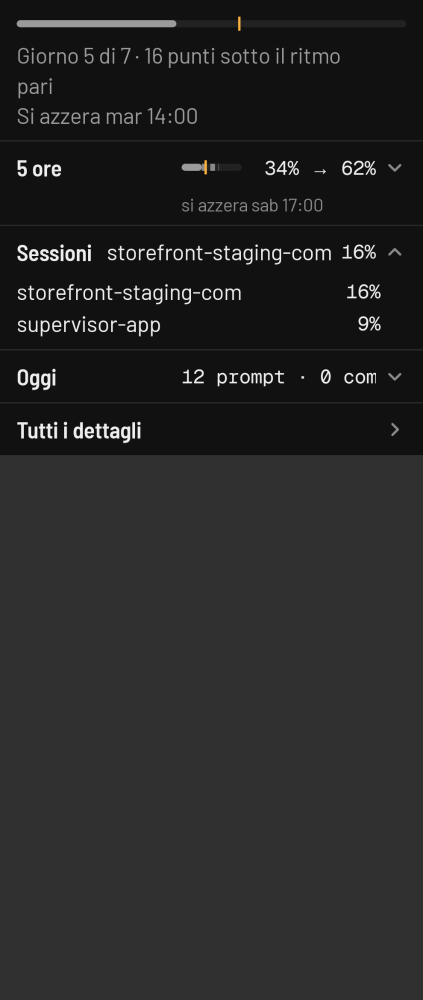 Giorno 5 di 7 · 16 punti sotto il ritmo
pari
Si azzera mar 14:00
5 ore 34% → 62%
si azzera sab 17:00
Sessioni storefront-staging-com 16%
storefront-staging-com 16%
supervisor-app 9%
Oggi 12 prompt · 0 com
Tutti i dettagli